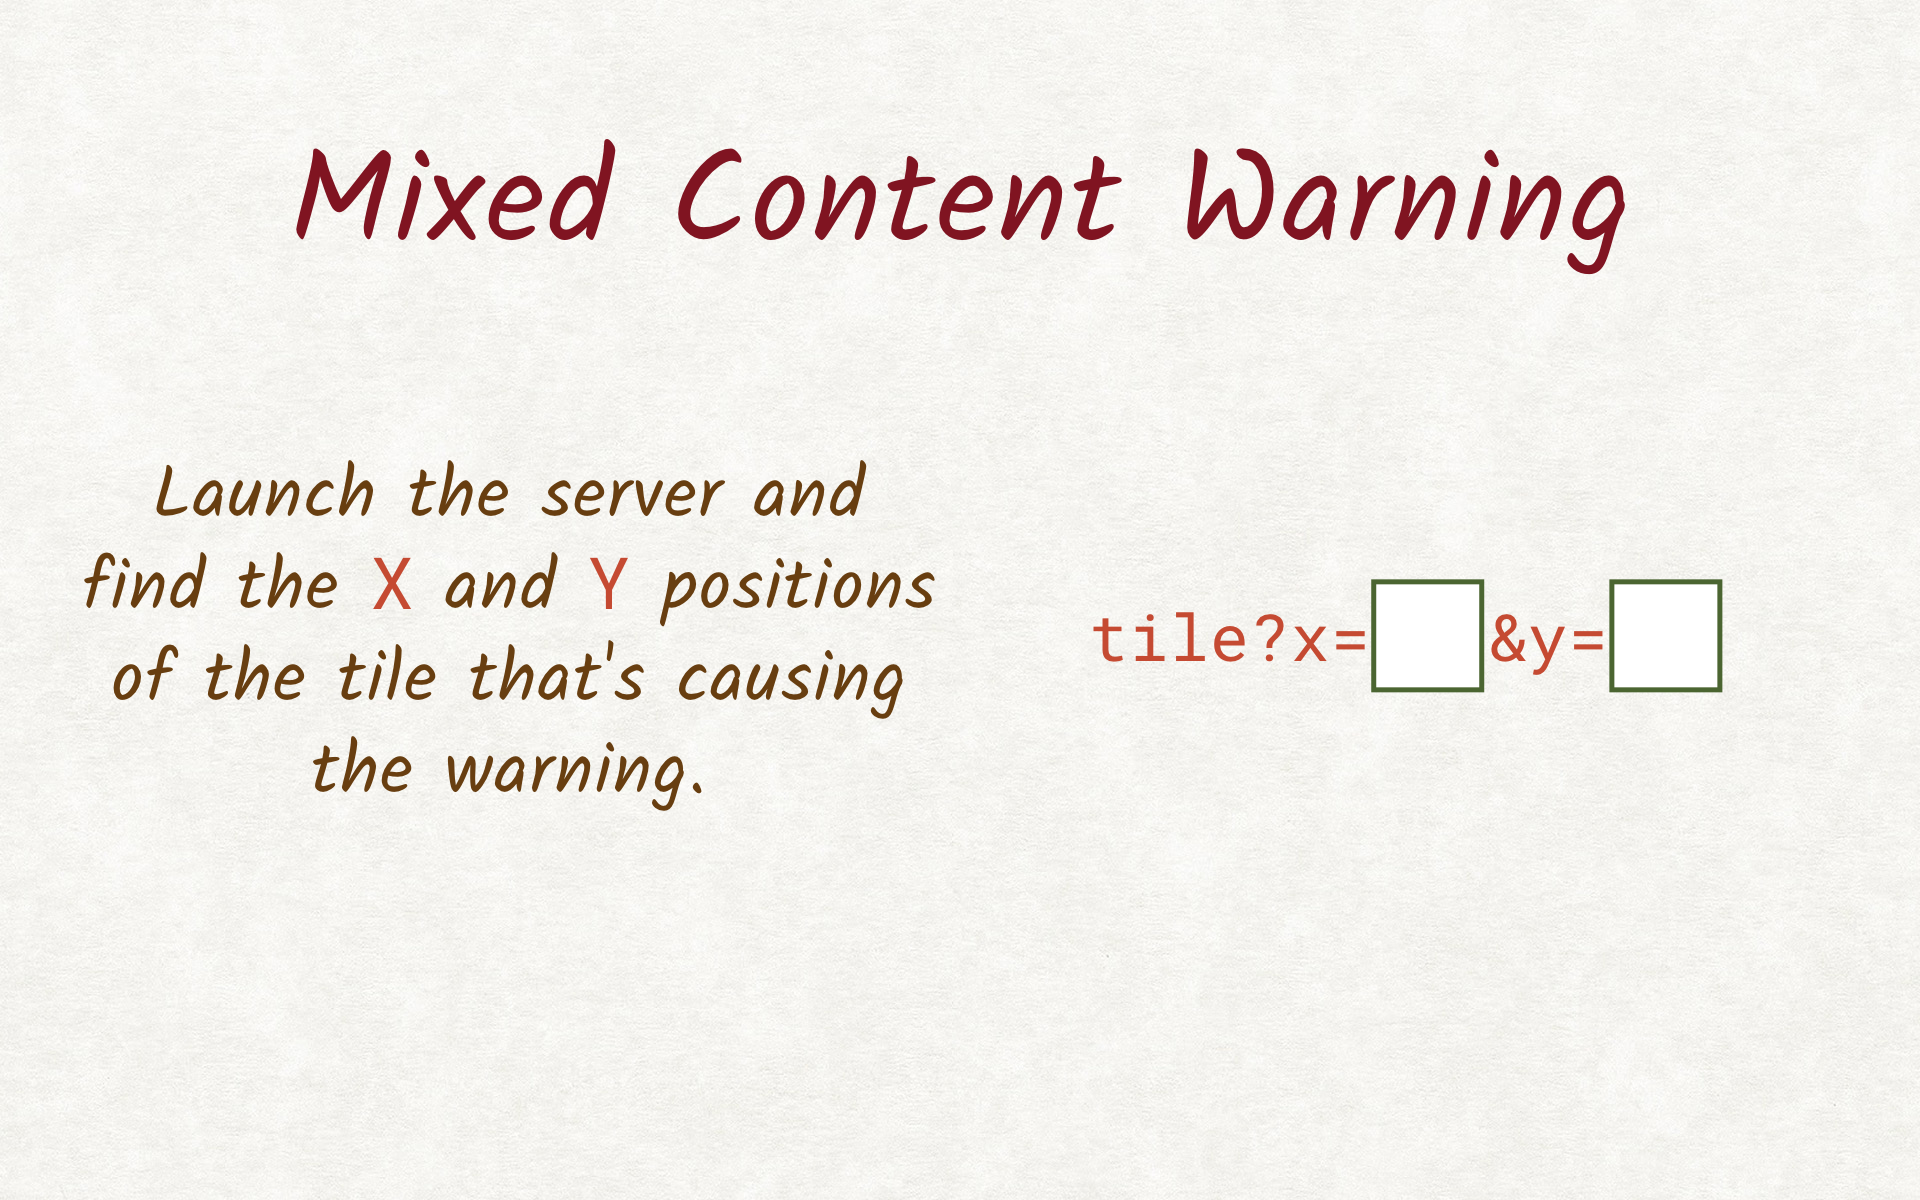 Mixed Content Warning
Launch the server and
find the X and Y positions
of the tile that's causing
the warning.
tile?x= &y=